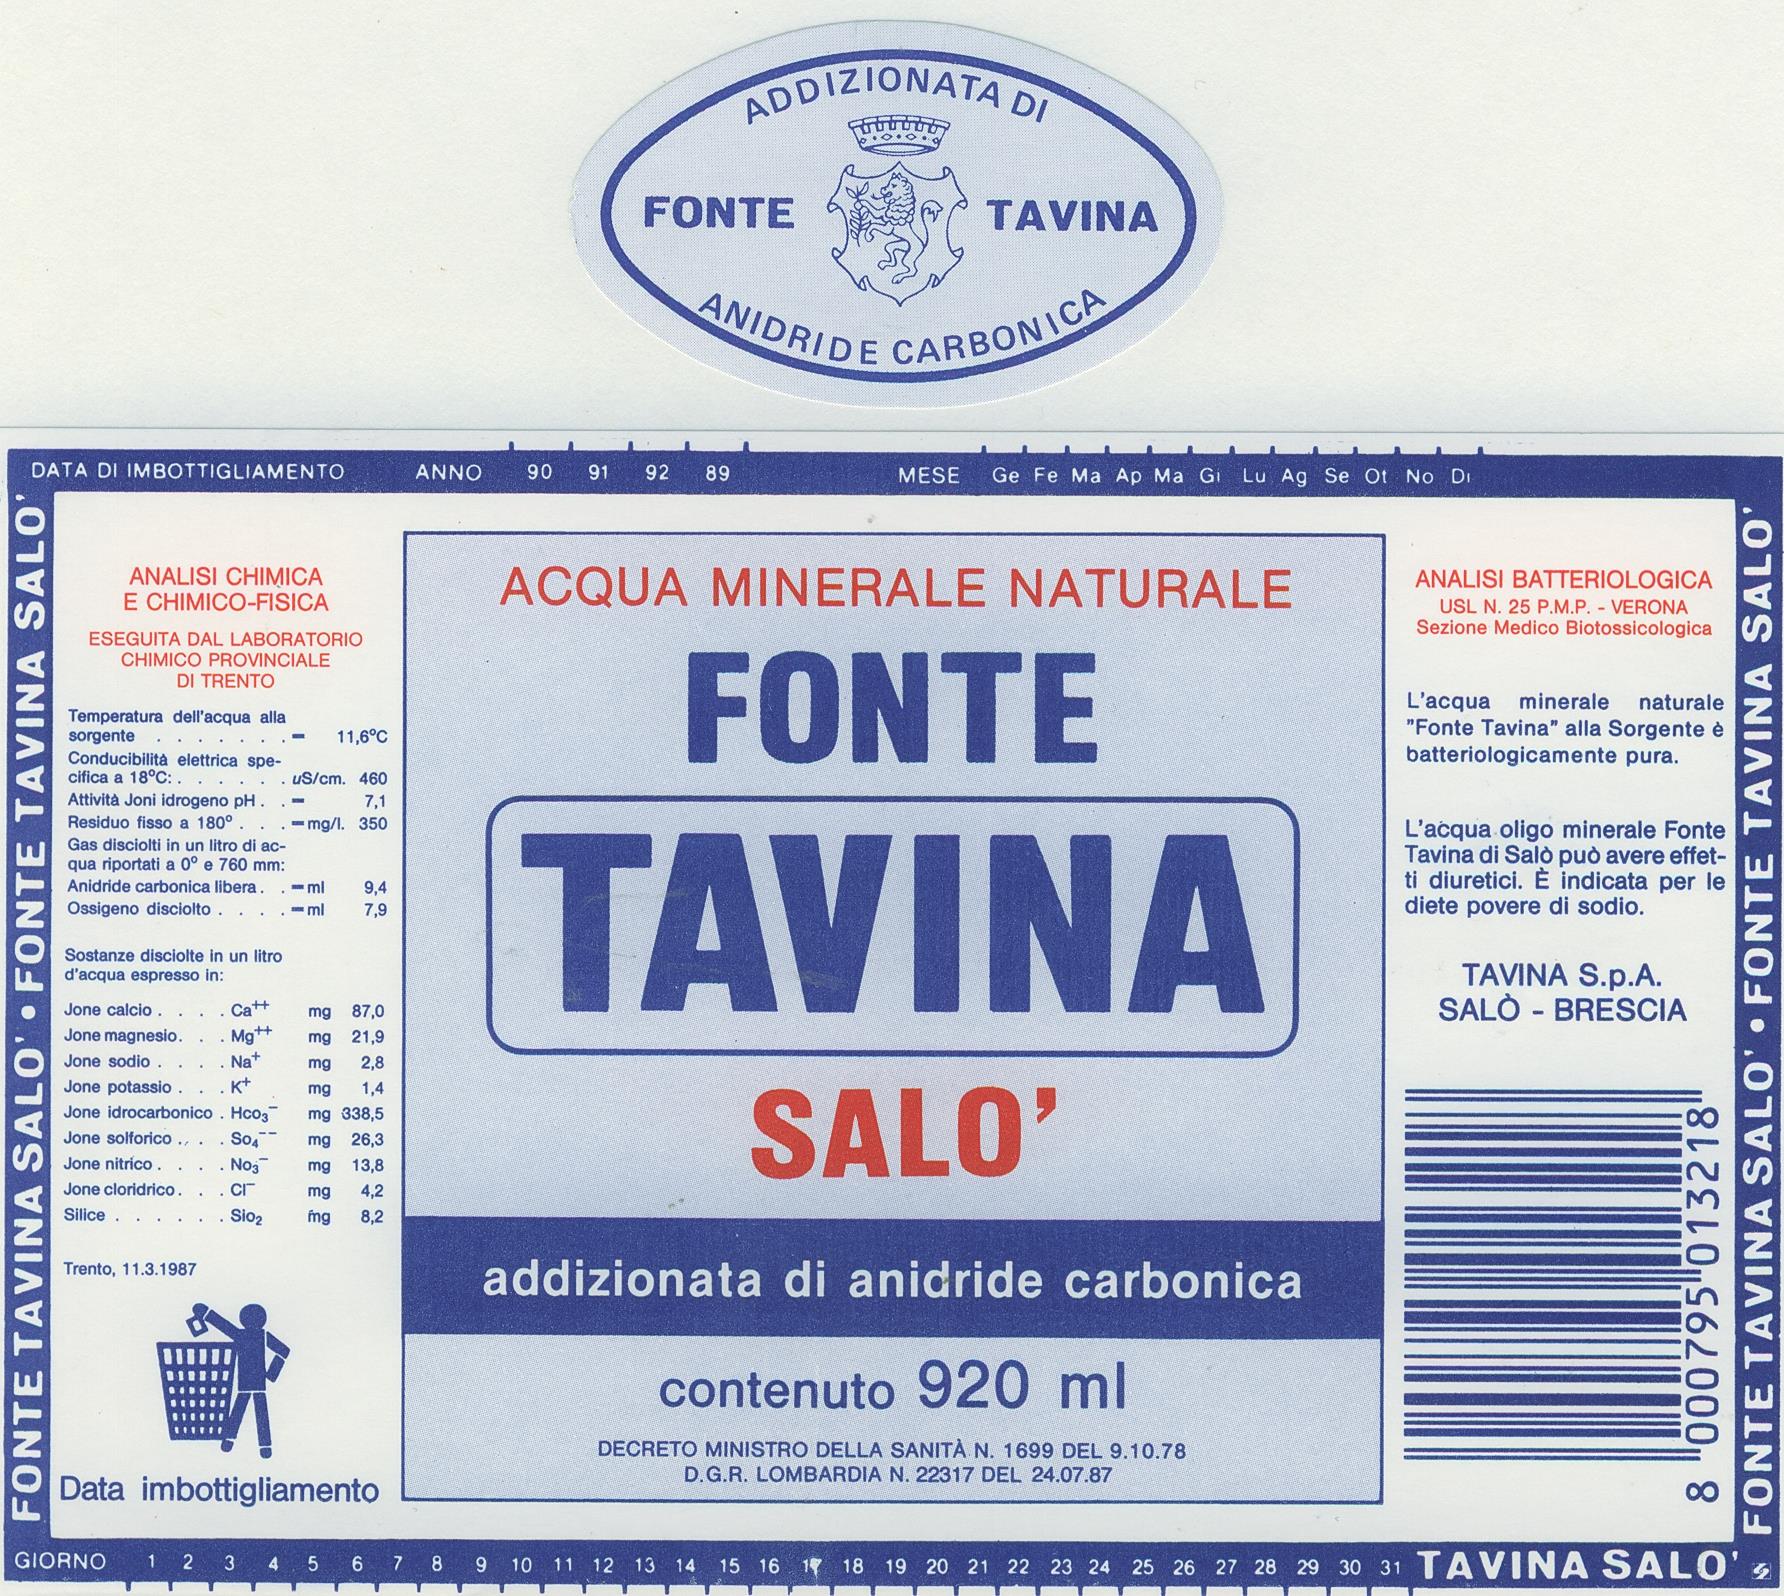 ADDIZIONATA DI
FONTE TAVINA
ANIDRIDE CARBONICA
DATA DI IMBOTTIGLIAMENTO ANNO 90 91 92 89 MESE Ge Fe Ma Ap Ma Gi Lu Ag Se Ot No Di
FONTE TAVINA SALO' • FONTE TAVINA SALO'
ANALISI CHIMICA
E CHIMICO-FISICA
ESEGUITA DAL LABORATORIO
CHIMICO PROVINCIALE
DI TRENTO
Temperatura dell'acqua alla
sorgente . . . . . . . = 11,6°C
Conducibilità elettrica spe-
cifica a 18°C: . . . . . . uS/cm. 460
Attività Joni idrogeno pH . . = 7,1
Residuo fisso a 180° . . . = mg/l. 350
Gas disciolti in un litro di ac-
qua riportati a 0° e 760 mm:
Anidride carbonica libera . . = ml 9,4
Ossigeno disciolto . . . . = ml 7,9
Sostanze disciolte in un litro
d'acqua espresso in:
Jone calcio . . . . Ca++ mg 87,0
Jone magnesio . . . Mg++ mg 21,9
Jone sodio . . . . Na+ mg 2,8
Jone potassio . . . K+ mg 1,4
Jone idrocarbonico . Hco3− mg 338,5
Jone solforico . . . So4−− mg 26,3
Jone nitrico . . . . No3− mg 13,8
Jone cloridrico . . . Cl− mg 4,2
Silice . . . . . . Sio2 mg 8,2
Trento, 11.3.1987
Data imbottigliamento
ACQUA MINERALE NATURALE
FONTE
TAVINA
SALO'
addizionata di anidride carbonica
contenuto 920 ml
DECRETO MINISTRO DELLA SANITÀ N. 1699 DEL 9.10.78
D.G.R. LOMBARDIA N. 22317 DEL 24.07.87
ANALISI BATTERIOLOGICA
USL N. 25 P.M.P. - VERONA
Sezione Medico Biotossicologica
L'acqua minerale naturale
"Fonte Tavina" alla Sorgente è
batteriologicamente pura.
L'acqua oligo minerale Fonte
Tavina di Salò può avere effet-
ti diuretici. È indicata per le
diete povere di sodio.
TAVINA S.p.A.
SALÒ - BRESCIA
8 000795 013218
FONTE TAVINA SALO' • FONTE TAVINA SALO'
GIORNO 1 2 3 4 5 6 7 8 9 10 11 12 13 14 15 16 17 18 19 20 21 22 23 24 25 26 27 28 29 30 31 TAVINA SALO'